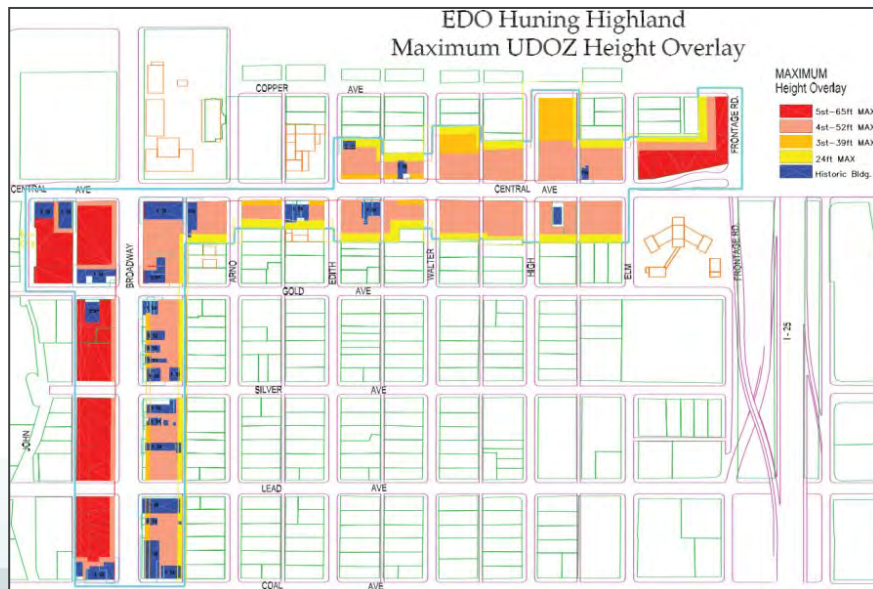 EDO Huning Highland
Maximum UDOZ Height Overlay
MAXIMUM
Height Overlay
5st-65ft MAX
4st-52ft MAX
3st-39ft MAX
24ft MAX
Historic Bldg.
COPPER AVE
FRONTAGE RD.
CENTRAL AVE
CENTRAL AVE
BROADWAY
ARNO
EDITH
WALTER
HIGH
ELM
FRONTAGE RD.
GOLD AVE
I-25
SILVER AVE
JOHN
LEAD AVE
COAL AVE